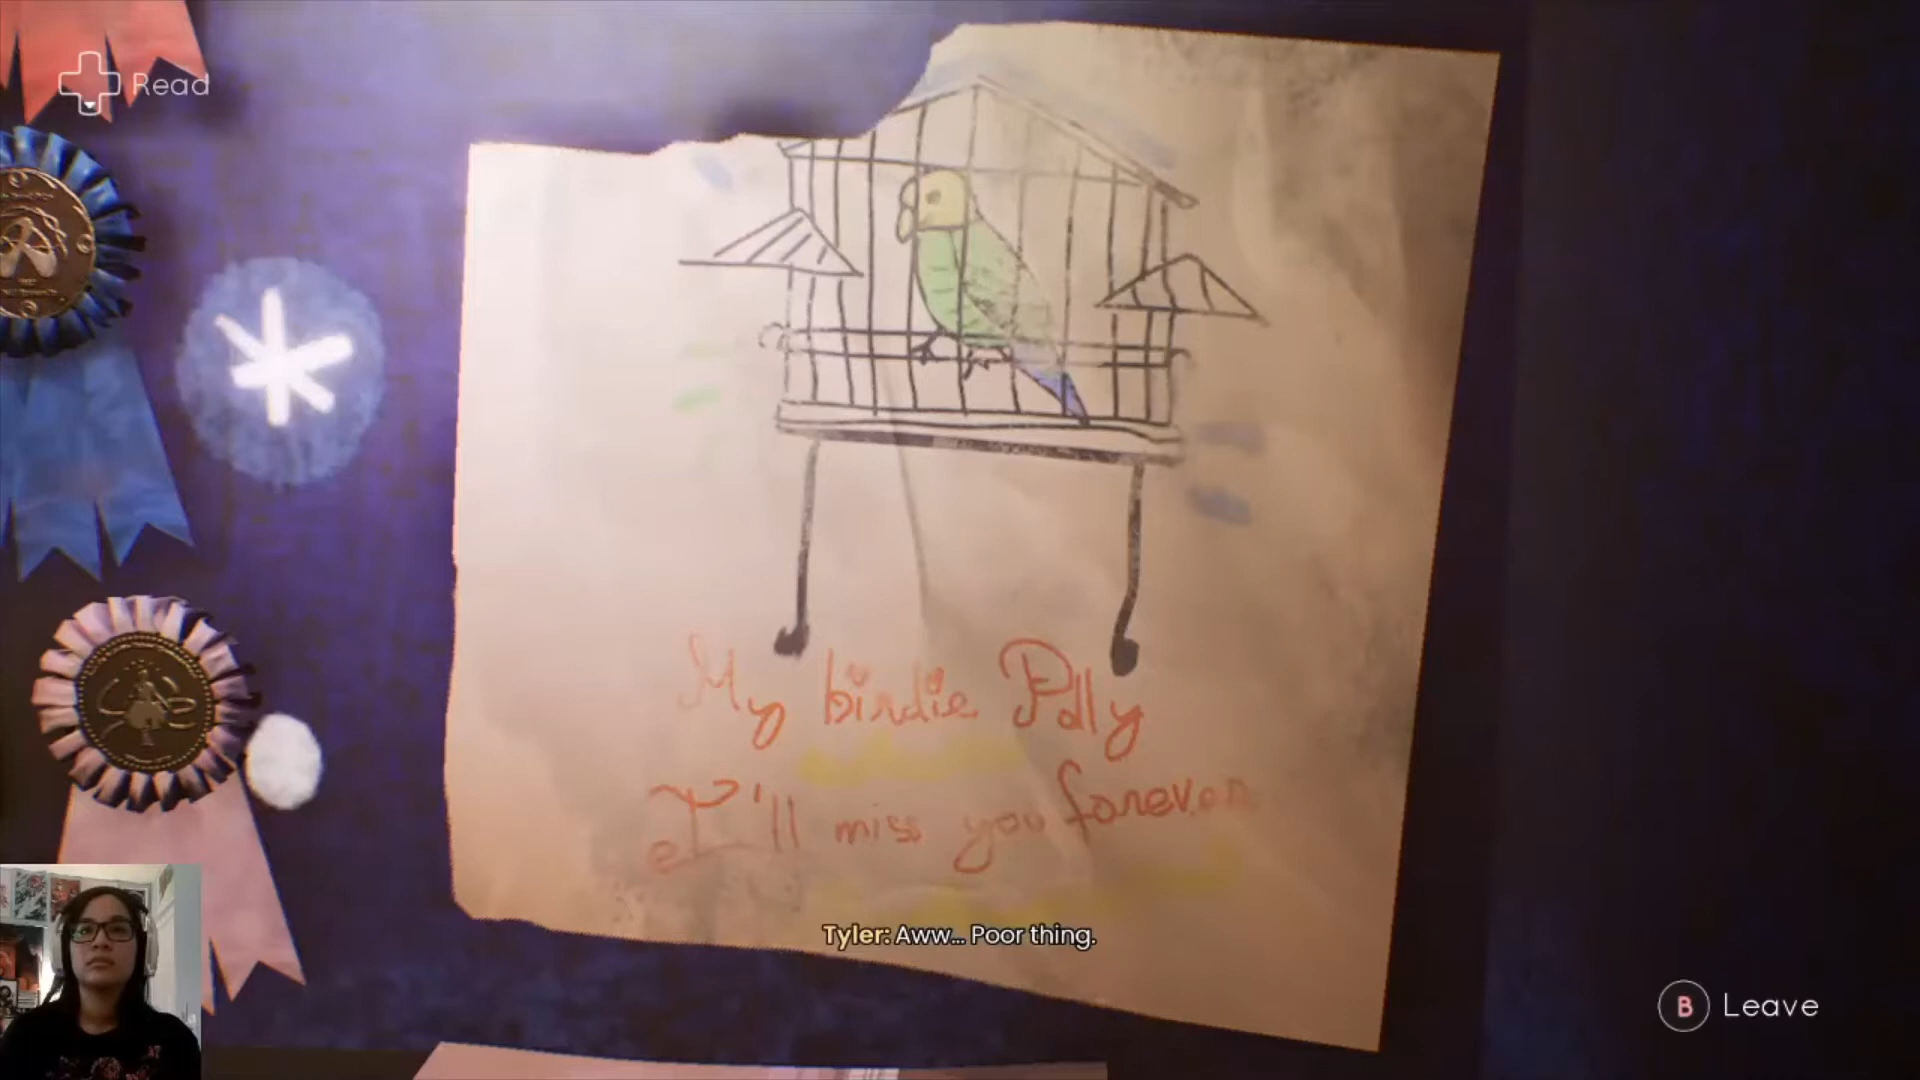 Read
My birdie Polly
I'll miss you forever
Tyler: Aww... Poor thing.
B Leave